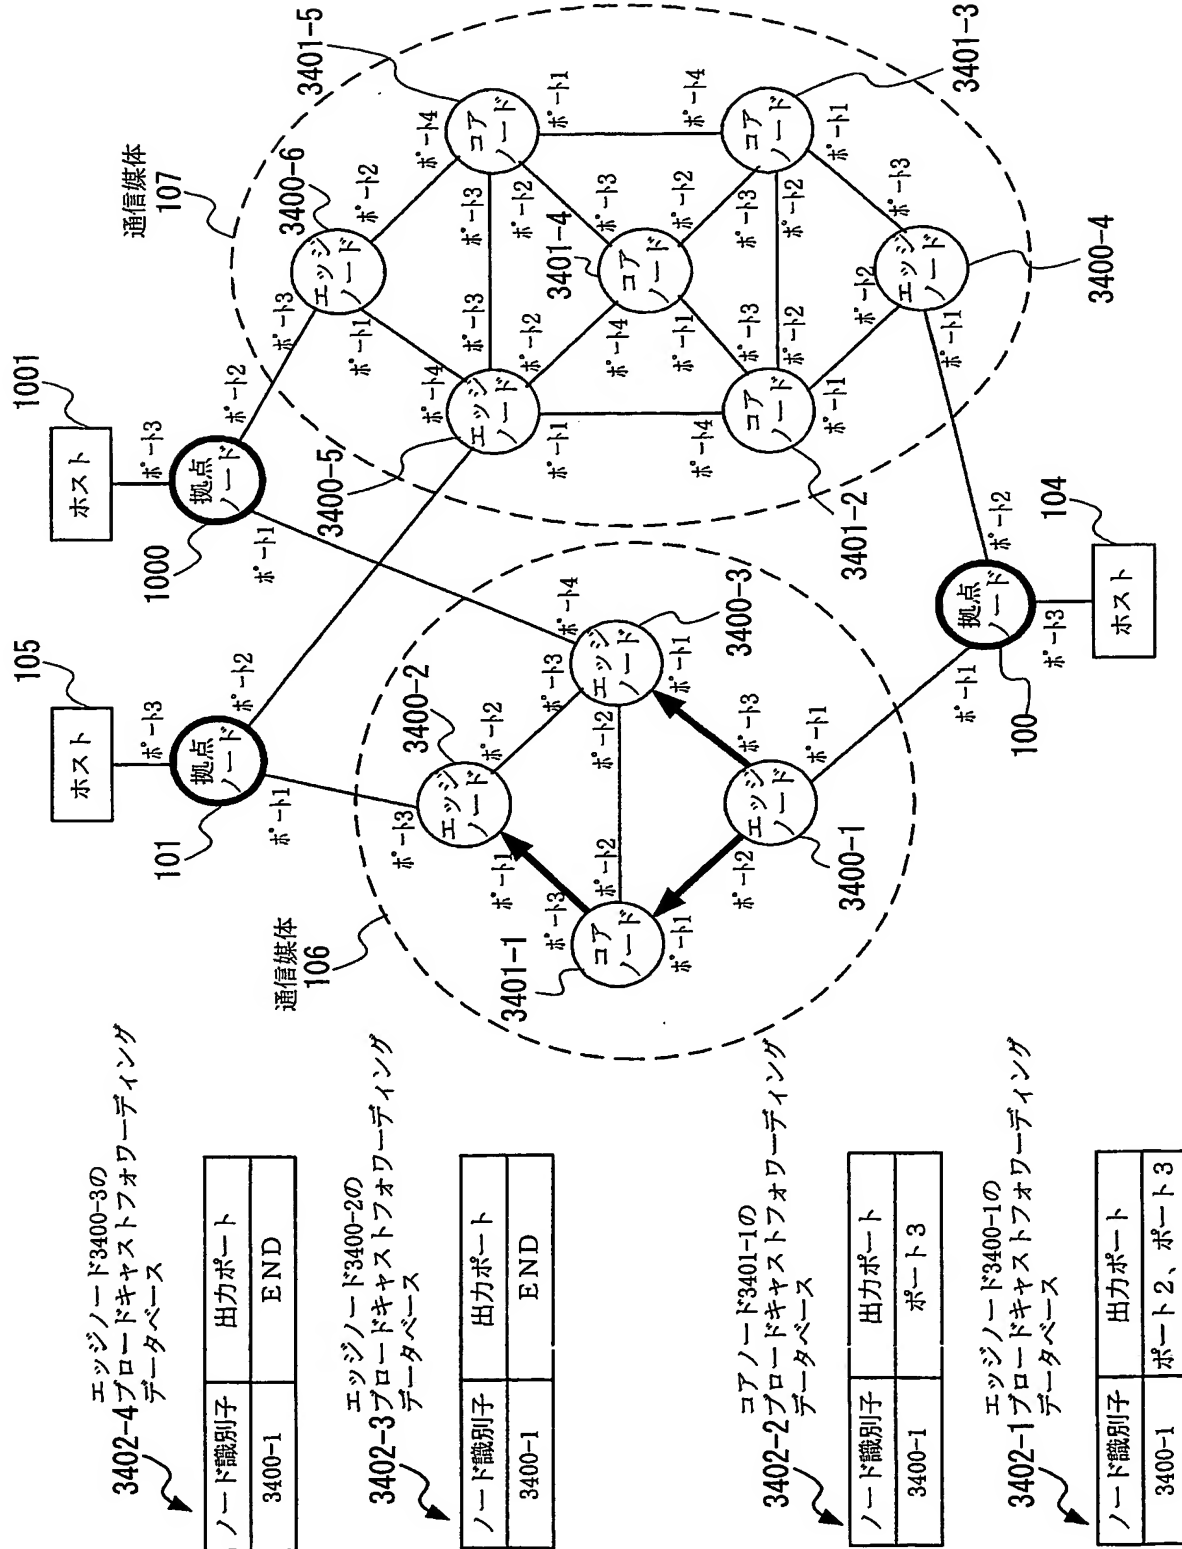 エッジノード3400-3の
ブロードキャストフォワーディング
データベース
3402-4
ノード識別子 出力ポート
3400-1 END
エッジノード3400-2の
ブロードキャストフォワーディング
データベース
3402-3
ノード識別子 出力ポート
3400-1 END
コアノード3401-1の
ブロードキャストフォワーディング
データベース
3402-2
ノード識別子 出力ポート
3400-1 ポート3
エッジノード3400-1の
ブロードキャストフォワーディング
データベース
3402-1
ノード識別子 出力ポート
3400-1 ポート2、ポート3
通信媒体
106
3401-1
コア
ノード
ポート1
ポート2
ポート3
3400-2
エッジ
ノード
ポート1
ポート2
ポート3
3400-3
エッジ
ノード
ポート1
ポート2
ポート3
ポート4
3400-1
エッジ
ノード
ポート1
ポート2
ポート3
105
ホスト
ポート3
拠点
ノード
101
ポート1
ポート2
1001
ホスト
ポート3
拠点
ノード
1000
ポート1
ポート2
104
ホスト
ポート3
拠点
ノード
100
ポート1
ポート2
通信媒体
107
3400-6
エッジ
ノード
ポート1
ポート2
ポート3
3401-5
コア
ノード
ポート1
ポート2
ポート3
ポート4
3400-5
エッジ
ノード
ポート1
ポート2
ポート3
ポート4
3401-4
コア
ノード
ポート1
ポート2
ポート3
ポート4
3401-2
コア
ノード
ポート1
ポート2
ポート3
ポート4
3401-3
コア
ノード
ポート1
ポート2
ポート3
ポート4
3400-4
エッジ
ノード
ポート1
ポート2
ポート3